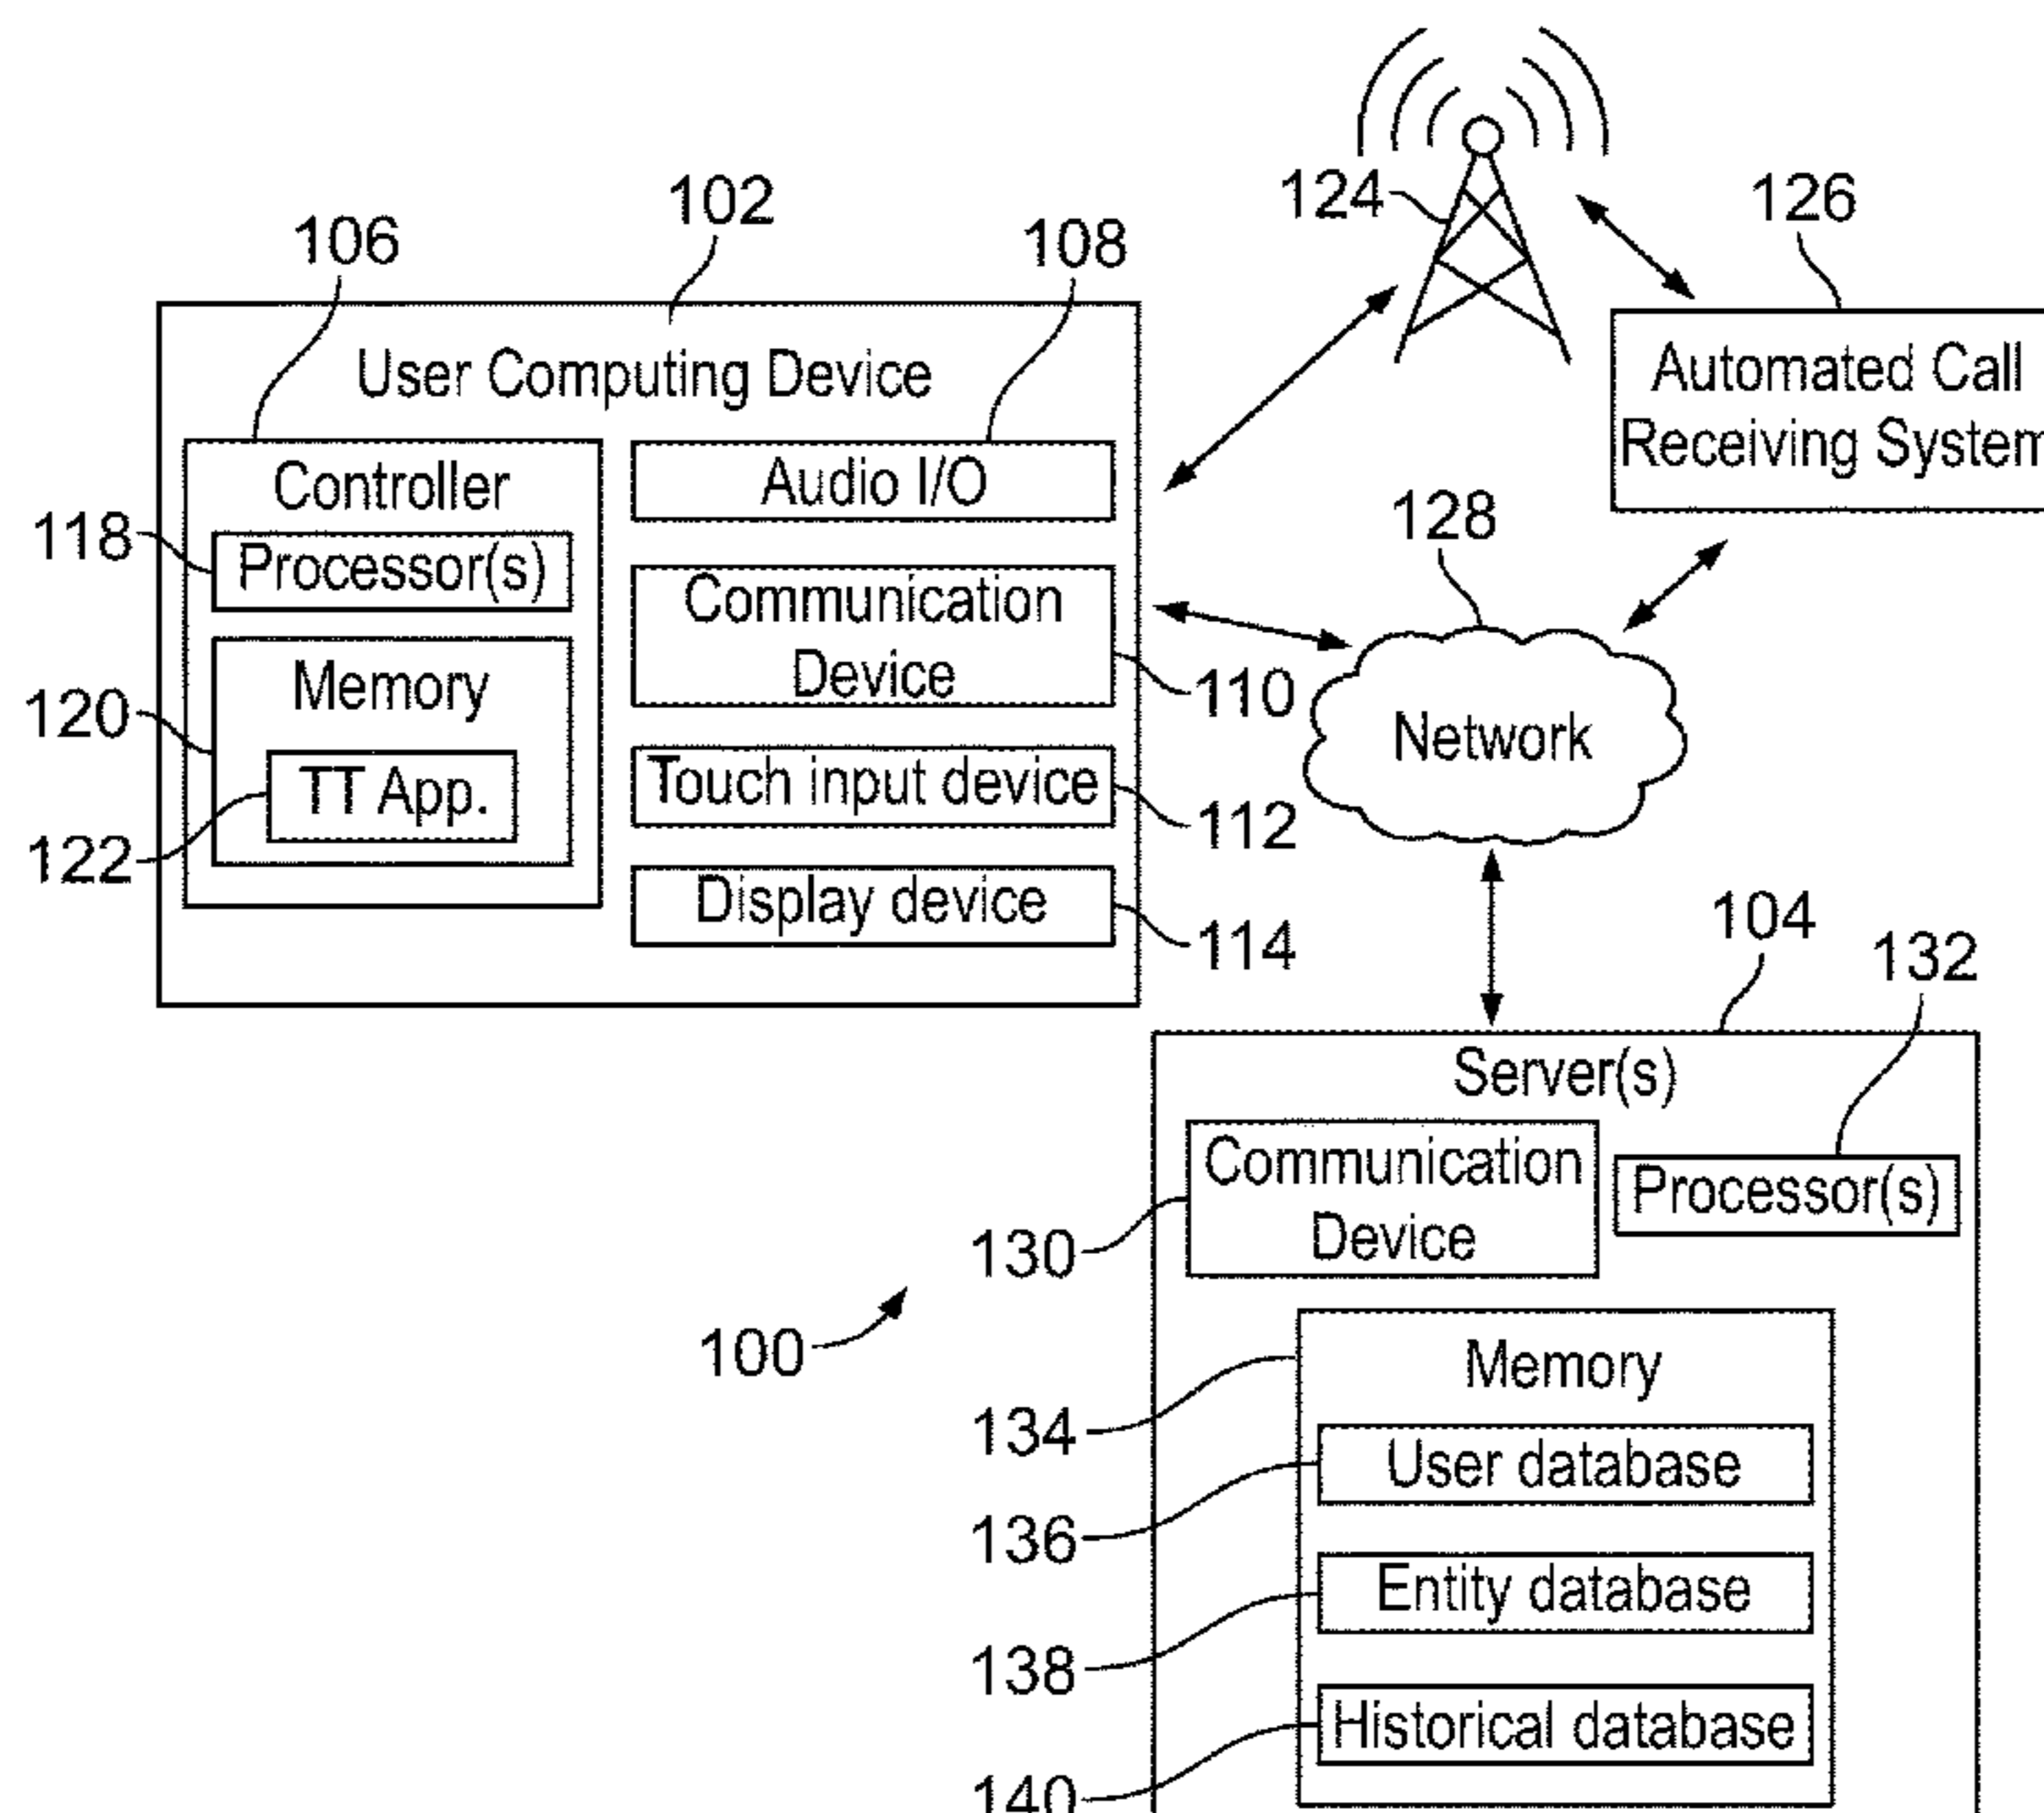 124
126
102
106
108
User Computing Device
Automated Call
Receiving System
Controller
Audio I/O
118
Processor(s)
128
Communication
Device
110
120
Memory
Network
TT App.
Touch input device
112
122
Display device
114
104
132
Server(s)
Communication
Device
Processor(s)
130
100
Memory
134
User database
136
Entity database
138
Historical database
140